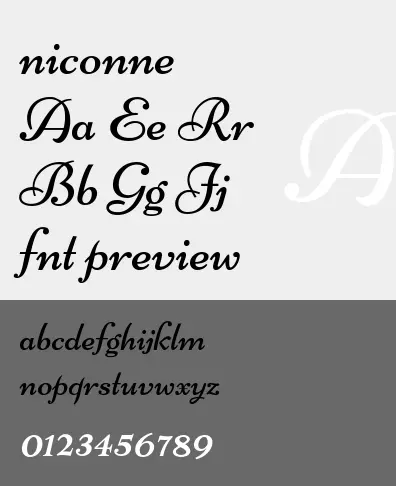 niconne
Aa Ee Rr
A
Bb Gg Jj
fnt preview
abcdefghijklm
nopqrstuvwxyz
0123456789